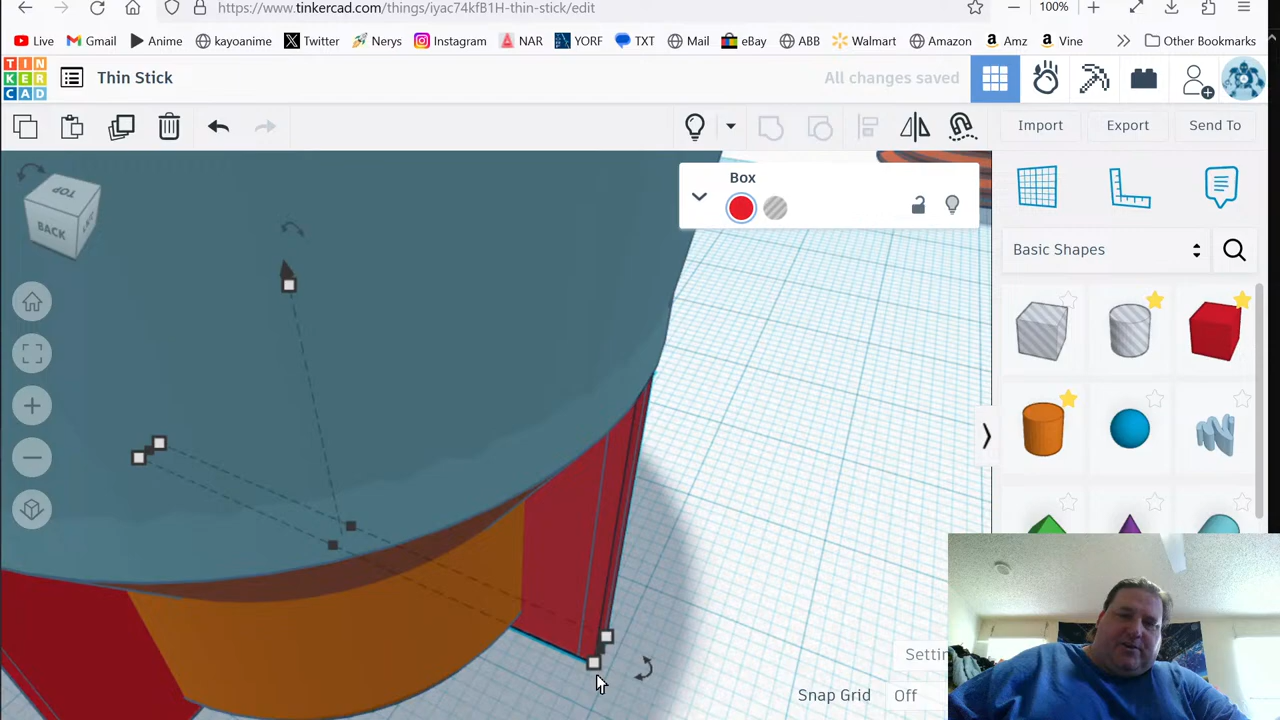 https://www.tinkercad.com/things/iyac74kfB1H-thin-stick/edit
100%
Live
Gmail
Anime
kayoanime
Twitter
Nerys
Instagram
NAR
YORF
TXT
Mail
eBay
ABB
Walmart
Amazon
Amz
Vine
Other Bookmarks
TIN
KER
CAD
Thin Stick
All changes saved
Import
Export
Send To
Box
TOP
BACK
Basic Shapes
Settin
Snap Grid
Off